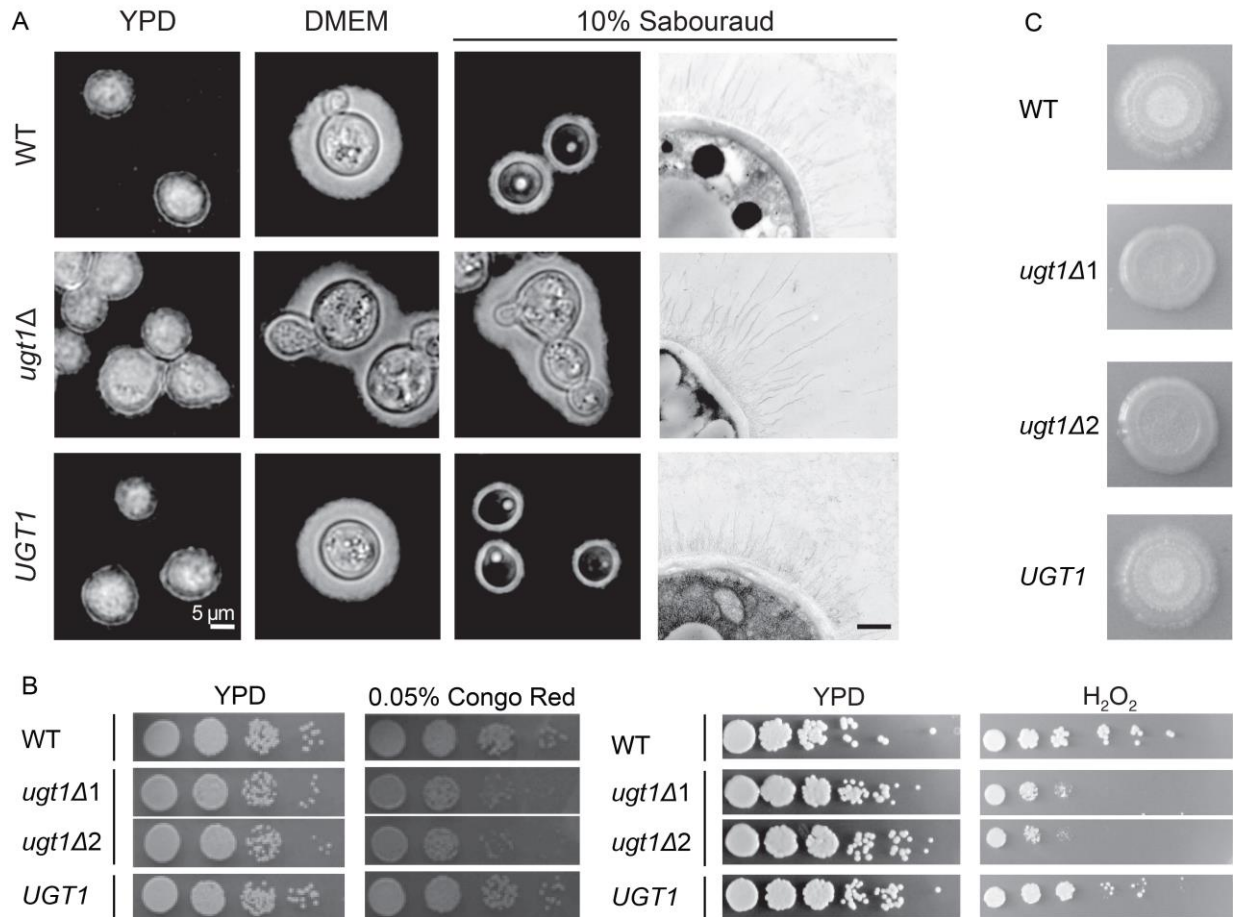 A
YPD
DMEM
10% Sabouraud
WT
ugt1Δ
UGT1
5 µm
C
WT
ugt1Δ1
ugt1Δ2
UGT1
B
YPD
0.05% Congo Red
WT
ugt1Δ1
ugt1Δ2
UGT1
YPD
H₂O₂
WT
ugt1Δ1
ugt1Δ2
UGT1